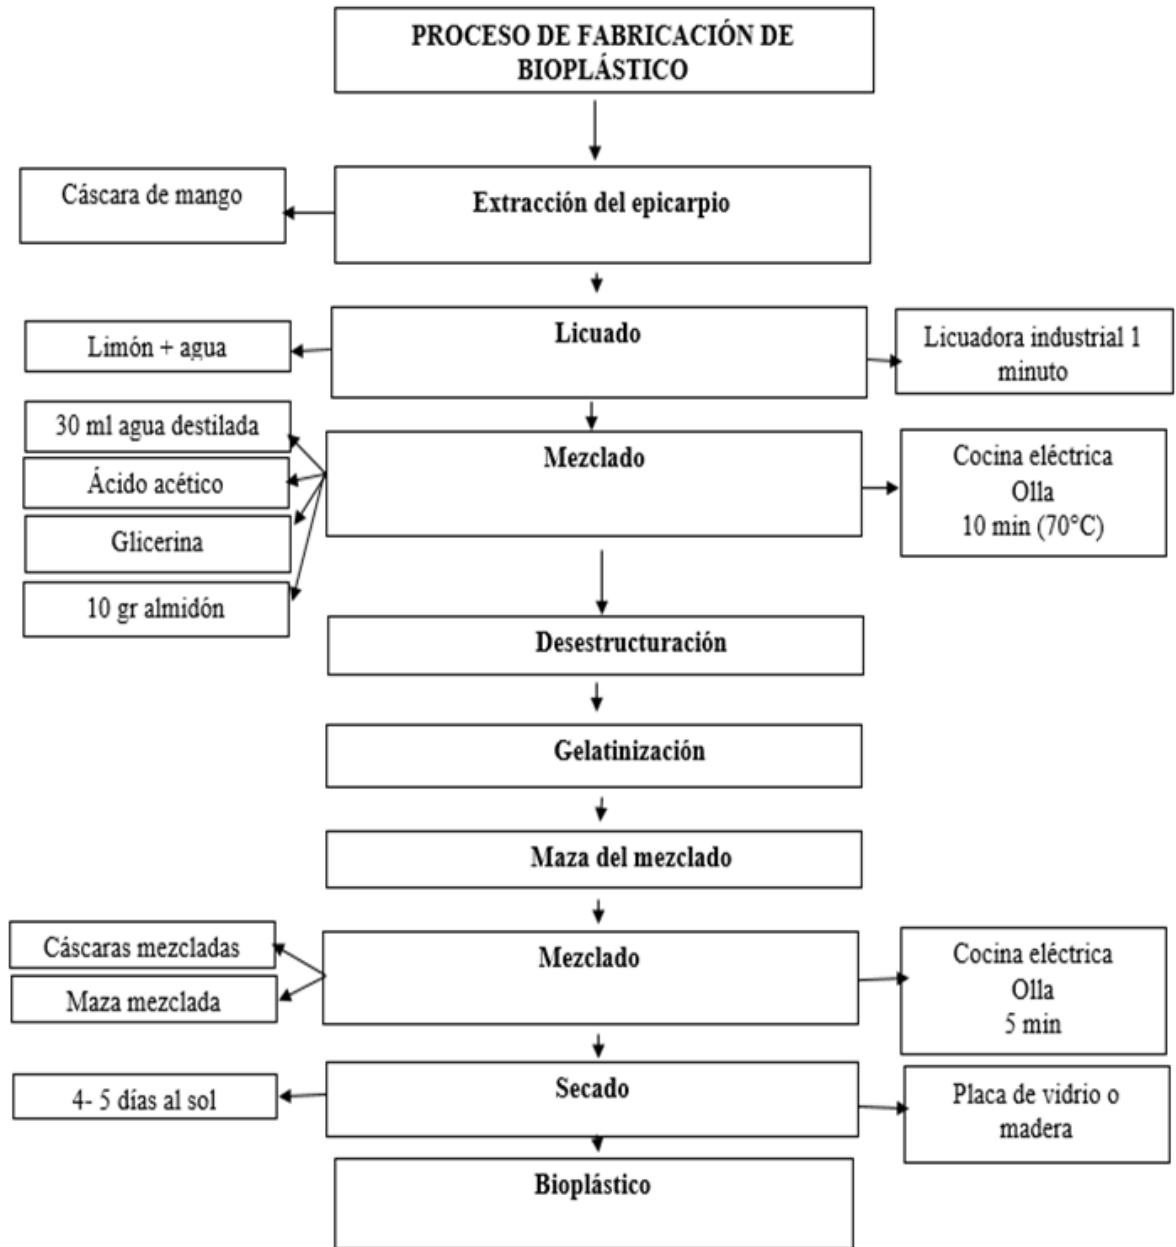 PROCESO DE FABRICACIÓN DE
BIOPLÁSTICO
Cáscara de mango
Extracción del epicarpio
Limón + agua
Licuado
Licuadora industrial 1
minuto
30 ml agua destilada
Ácido acético
Glicerina
10 gr almidón
Mezclado
Cocina eléctrica
Olla
10 min (70°C)
Desestructuración
Gelatinización
Maza del mezclado
Cáscaras mezcladas
Maza mezclada
Mezclado
Cocina eléctrica
Olla
5 min
4- 5 días al sol
Secado
Placa de vidrio o
madera
Bioplástico